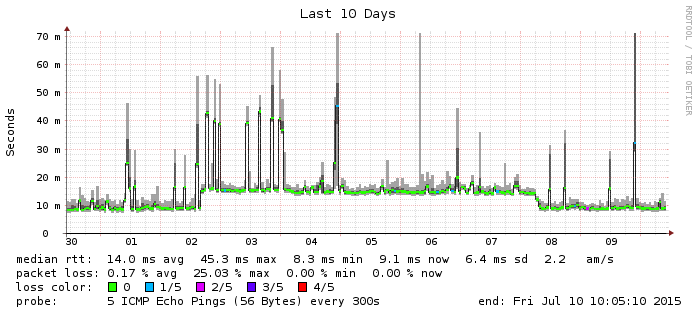 Last 10 Days
RRDTOOL / TOBI OETIKER
Seconds
70 m
60 m
50 m
40 m
30 m
20 m
10 m
0
30 01 02 03 04 05 06 07 08 09
median rtt: 14.0 ms avg 45.3 ms max 8.3 ms min 9.1 ms now 6.4 ms sd 2.2 am/s
packet loss: 0.17 % avg 25.03 % max 0.00 % min 0.00 % now
loss color: 0 1/5 2/5 3/5 4/5
probe: 5 ICMP Echo Pings (56 Bytes) every 300s end: Fri Jul 10 10:05:10 2015